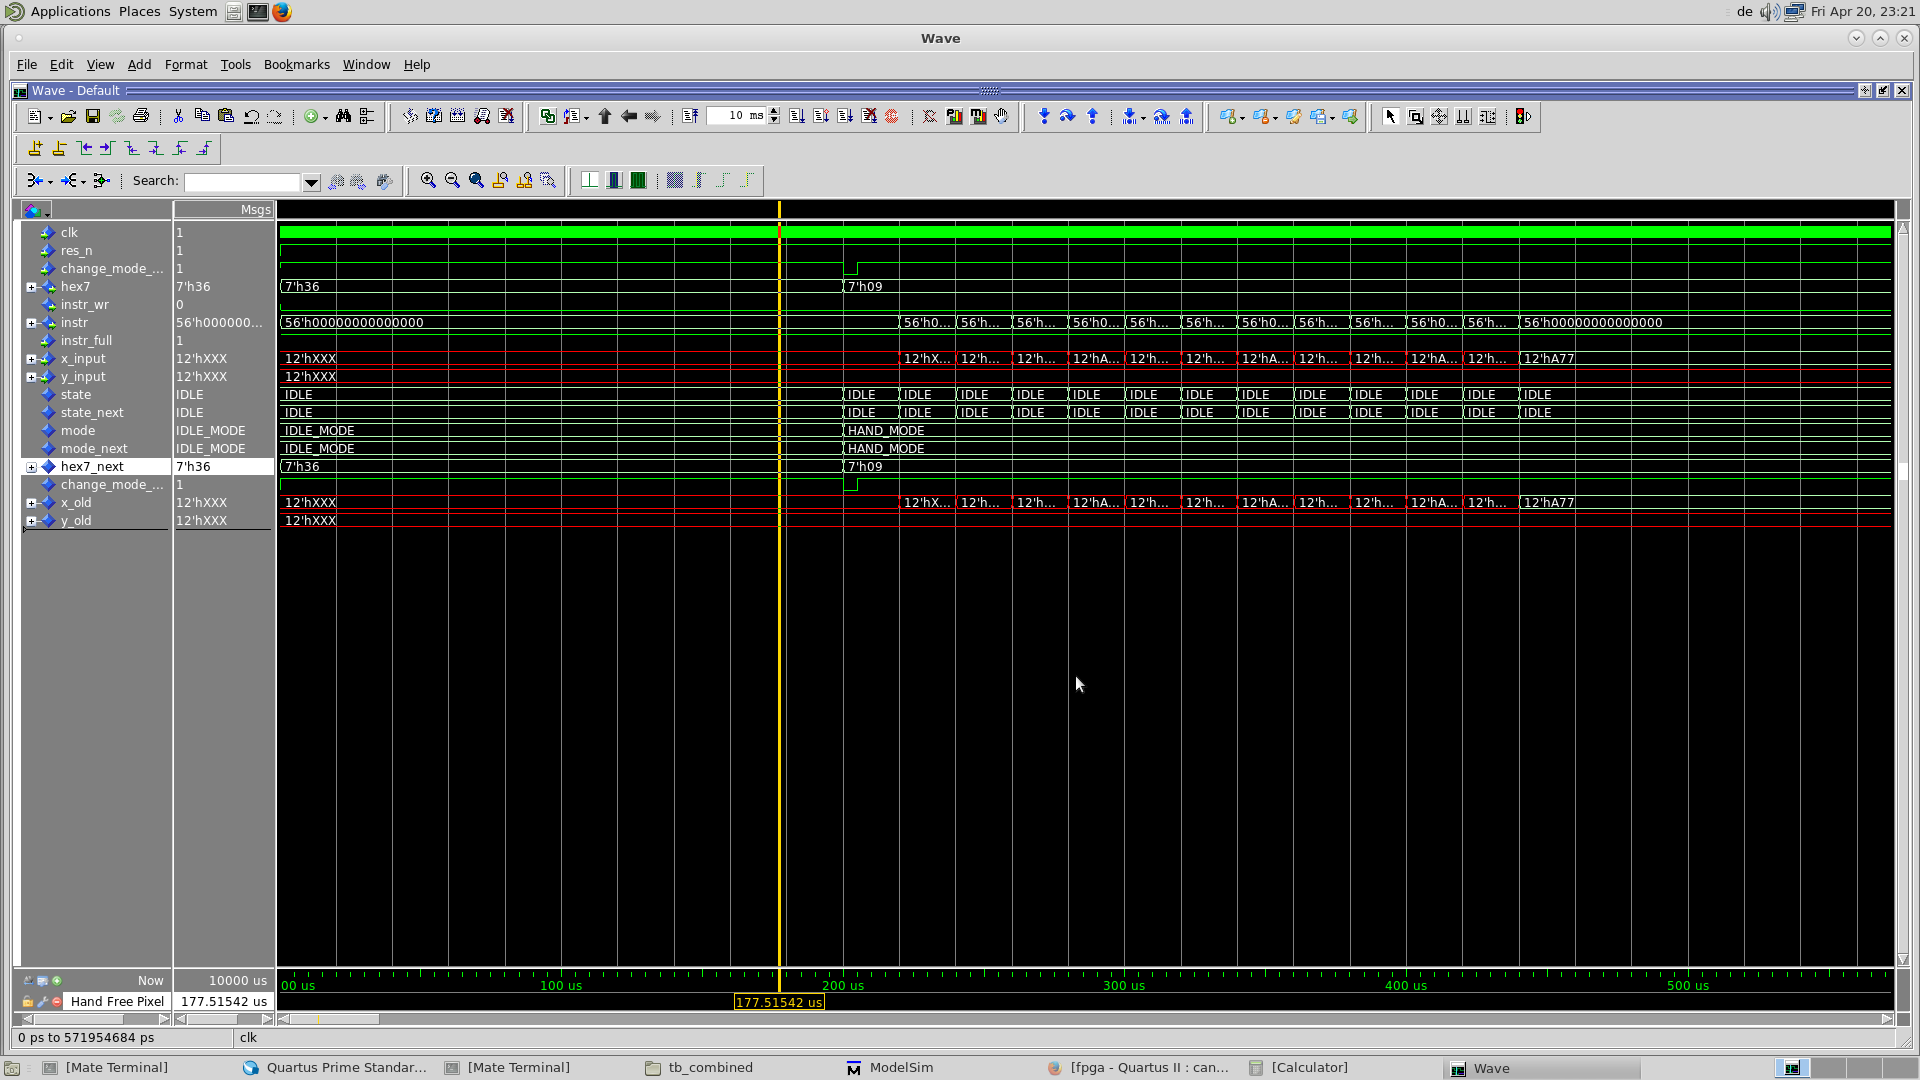 Applications Places System de Fri Apr 20, 23:21
Wave
File Edit View Add Format Tools Bookmarks Window Help
Wave - Default
10 ms
Search:
Msgs
clk 1
res_n 1
change_mode_... 1
hex7 7'h36 7'h36 7'h09
instr_wr 0
instr 56'h000000... 56'h00000000000000 56'h0... 56'h... 56'h... 56'h0... 56'h... 56'h... 56'h0... 56'h... 56'h... 56'h0... 56'h... 56'h00000000000000
instr_full 1
x_input 12'hXXX 12'hXXX 12'hX... 12'h... 12'h... 12'hA... 12'h... 12'h... 12'hA... 12'h... 12'h... 12'hA... 12'h... 12'hA77
y_input 12'hXXX 12'hXXX
state IDLE IDLE IDLE IDLE IDLE IDLE IDLE IDLE IDLE IDLE IDLE IDLE IDLE IDLE IDLE
state_next IDLE IDLE IDLE IDLE IDLE IDLE IDLE IDLE IDLE IDLE IDLE IDLE IDLE IDLE IDLE
mode IDLE_MODE IDLE_MODE HAND_MODE
mode_next IDLE_MODE IDLE_MODE HAND_MODE
hex7_next 7'h36 7'h36 7'h09
change_mode_... 1
x_old 12'hXXX 12'hXXX 12'hX... 12'h... 12'h... 12'hA... 12'h... 12'h... 12'hA... 12'h... 12'h... 12'hA... 12'h... 12'hA77
y_old 12'hXXX 12'hXXX
Now 10000 us 00 us 100 us 200 us 300 us 400 us 500 us
Hand Free Pixel 177.51542 us 177.51542 us
0 ps to 571954684 ps clk
[Mate Terminal] Quartus Prime Standar... [Mate Terminal] tb_combined ModelSim [fpga - Quartus II : can... [Calculator] Wave